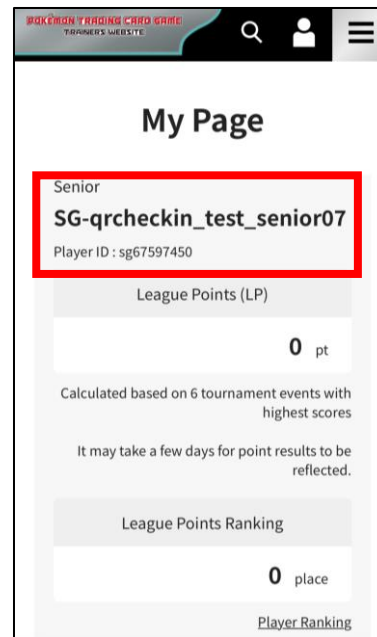 POKÉMON TRADING CARD GAME
TRAINERS WEBSITE
My Page
Senior
SG-qrcheckin_test_senior07
Player ID : sg67597450
League Points (LP)
0 pt
Calculated based on 6 tournament events with
highest scores
It may take a few days for point results to be
reflected.
League Points Ranking
0 place
Player Ranking